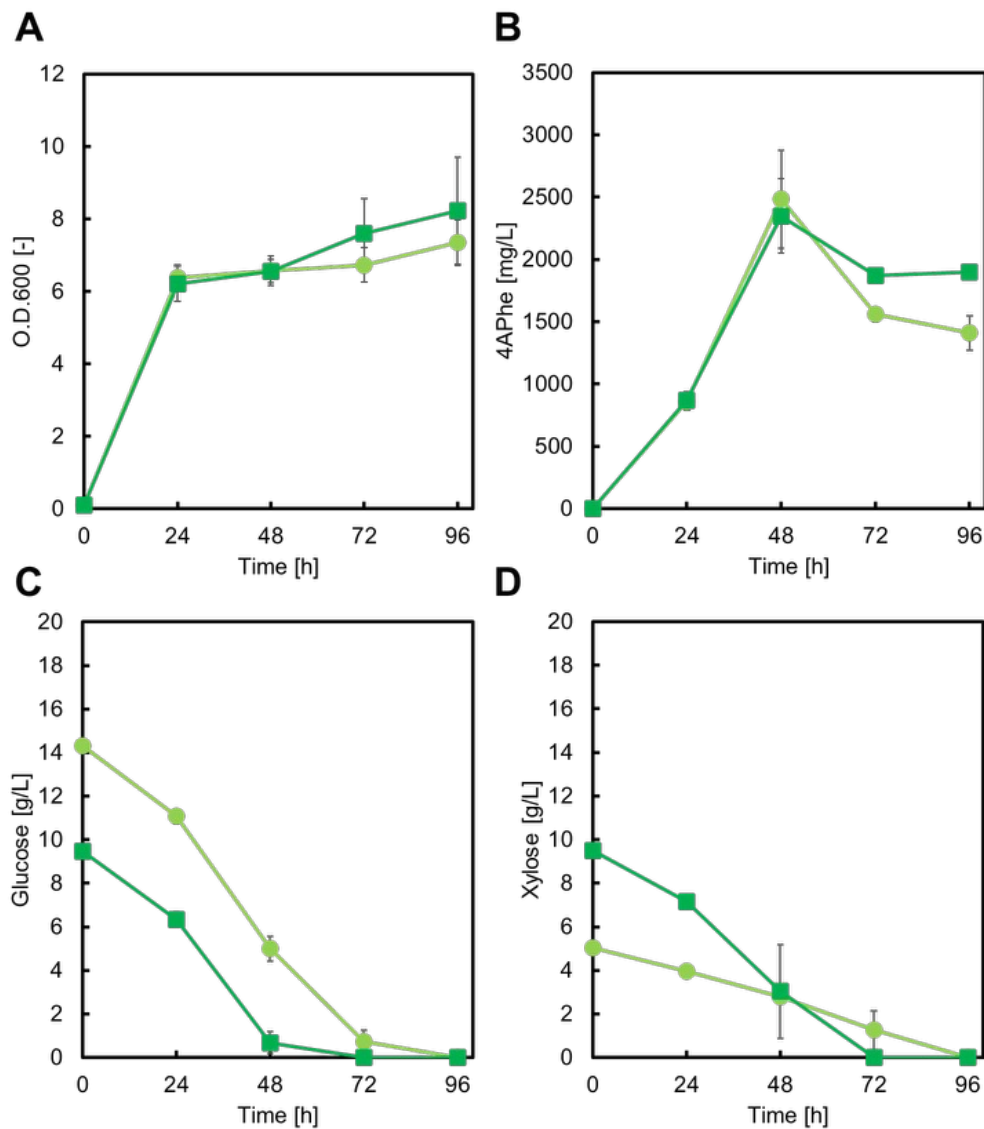 A
O.D.600 [-]
12
10
8
6
4
2
0
0 24 48 72 96
Time [h]
B
4APhe [mg/L]
3500
3000
2500
2000
1500
1000
500
0
0 24 48 72 96
Time [h]
C
Glucose [g/L]
20
18
16
14
12
10
8
6
4
2
0
0 24 48 72 96
Time [h]
D
Xylose [g/L]
20
18
16
14
12
10
8
6
4
2
0
0 24 48 72 96
Time [h]